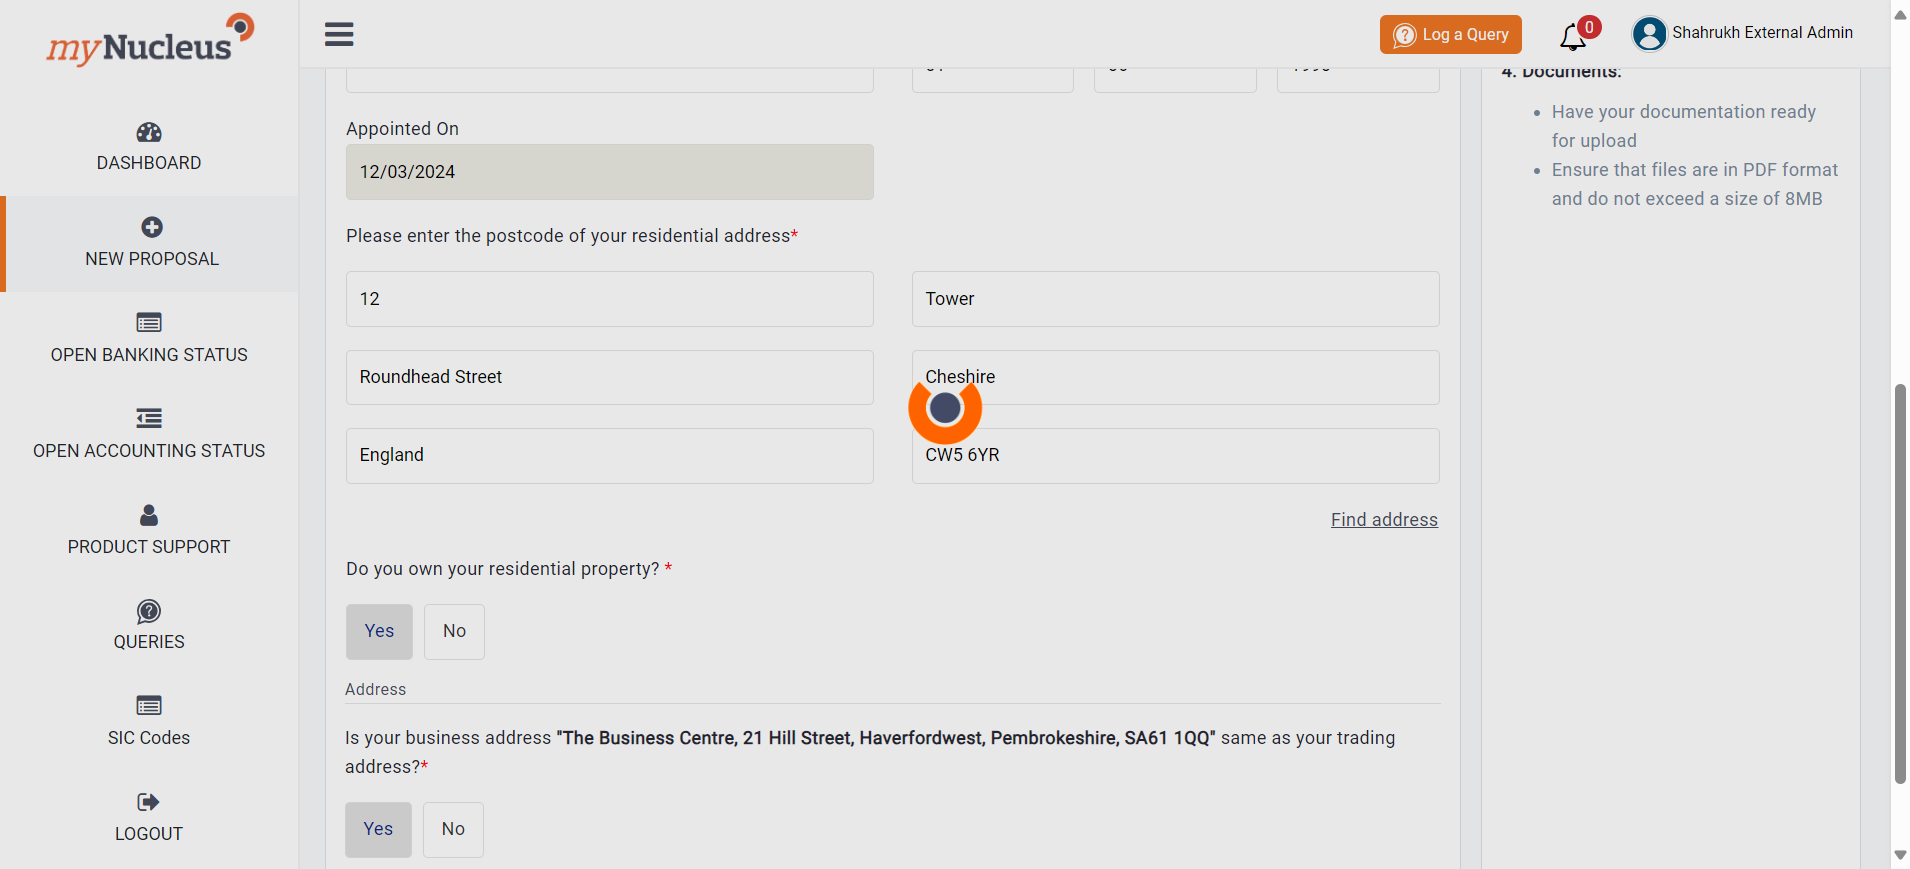 myNucleus
DASHBOARD
NEW PROPOSAL
OPEN BANKING STATUS
OPEN ACCOUNTING STATUS
PRODUCT SUPPORT
QUERIES
SIC Codes
LOGOUT
Log a Query
0
Shahrukh External Admin
Appointed On
12/03/2024
Please enter the postcode of your residential address*
12
Tower
Roundhead Street
Cheshire
England
CW5 6YR
Find address
Do you own your residential property? *
Yes
No
Address
Is your business address "The Business Centre, 21 Hill Street, Haverfordwest, Pembrokeshire, SA61 1QQ" same as your trading
address?*
Yes
No
4. Documents:
Have your documentation ready
for upload
Ensure that files are in PDF format
and do not exceed a size of 8MB